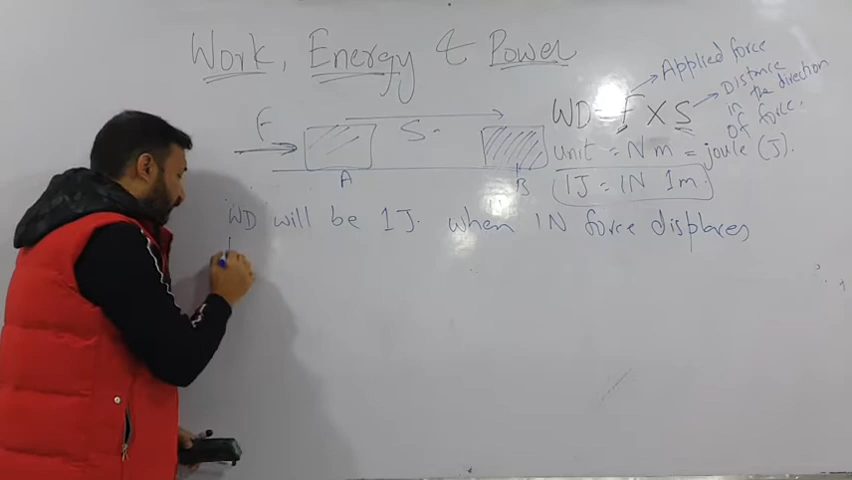 Work, Energy & Power
F
S
A
B
WD = F X S
Applied force
Distance
in the direction
of force.
unit = Nm = joule (J).
1J = 1N 1m.
WD will be 1J. when 1N force displaces